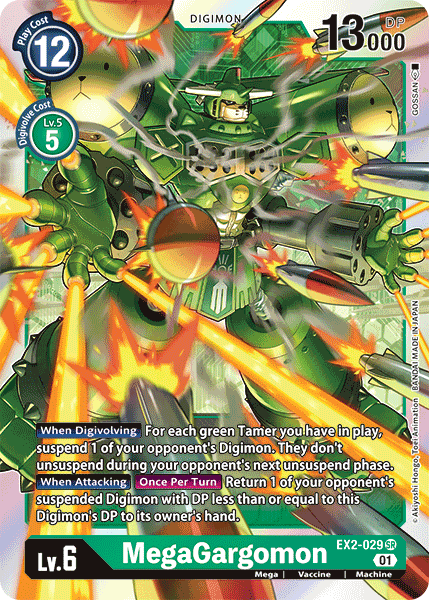 Play Cost
12
DIGIMON
13000
DP
GOSSAN
Digivolve Cost
Lv.5
5
When Digivolving For each green Tamer you have in play,
suspend 1 of your opponent's Digimon. They don't
unsuspend during your opponent's next unsuspend phase.
When Attacking Once Per Turn Return 1 of your opponent's
suspended Digimon with DP less than or equal to this
Digimon's DP to its owner's hand.
© Akiyoshi Hongo, Toei Animation · BANDAI MADE IN JAPAN
Lv.6
MegaGargomon
EX2-029 SR
01
Mega | Vaccine | Machine